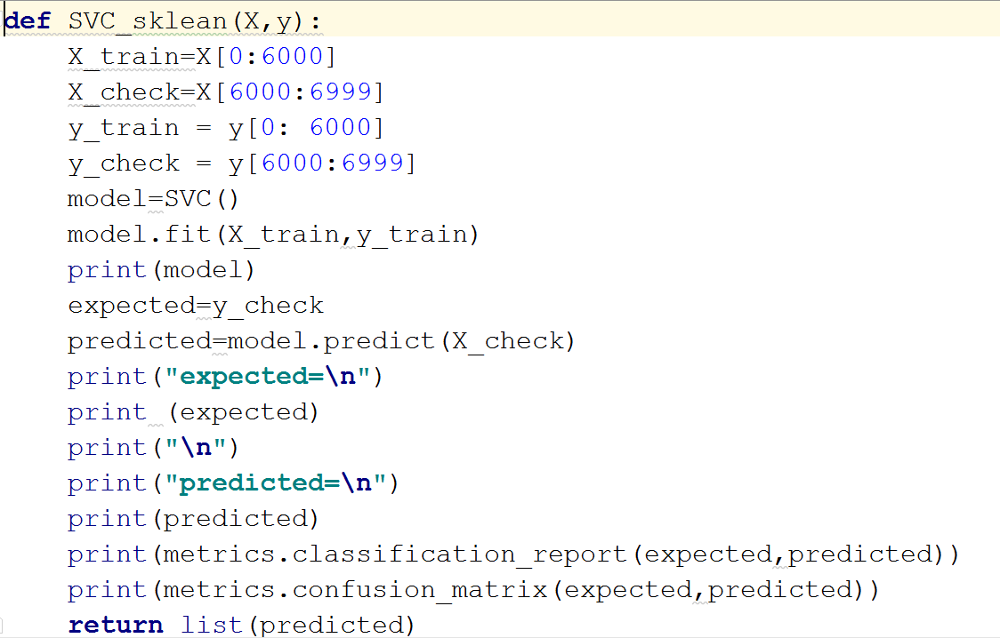 def SVC_sklean(X,y):
    X_train=X[0:6000]
    X_check=X[6000:6999]
    y_train = y[0: 6000]
    y_check = y[6000:6999]
    model=SVC()
    model.fit(X_train,y_train)
    print(model)
    expected=y_check
    predicted=model.predict(X_check)
    print("expected=\n")
    print (expected)
    print("\n")
    print("predicted=\n")
    print(predicted)
    print(metrics.classification_report(expected,predicted))
    print(metrics.confusion_matrix(expected,predicted))
    return list(predicted)